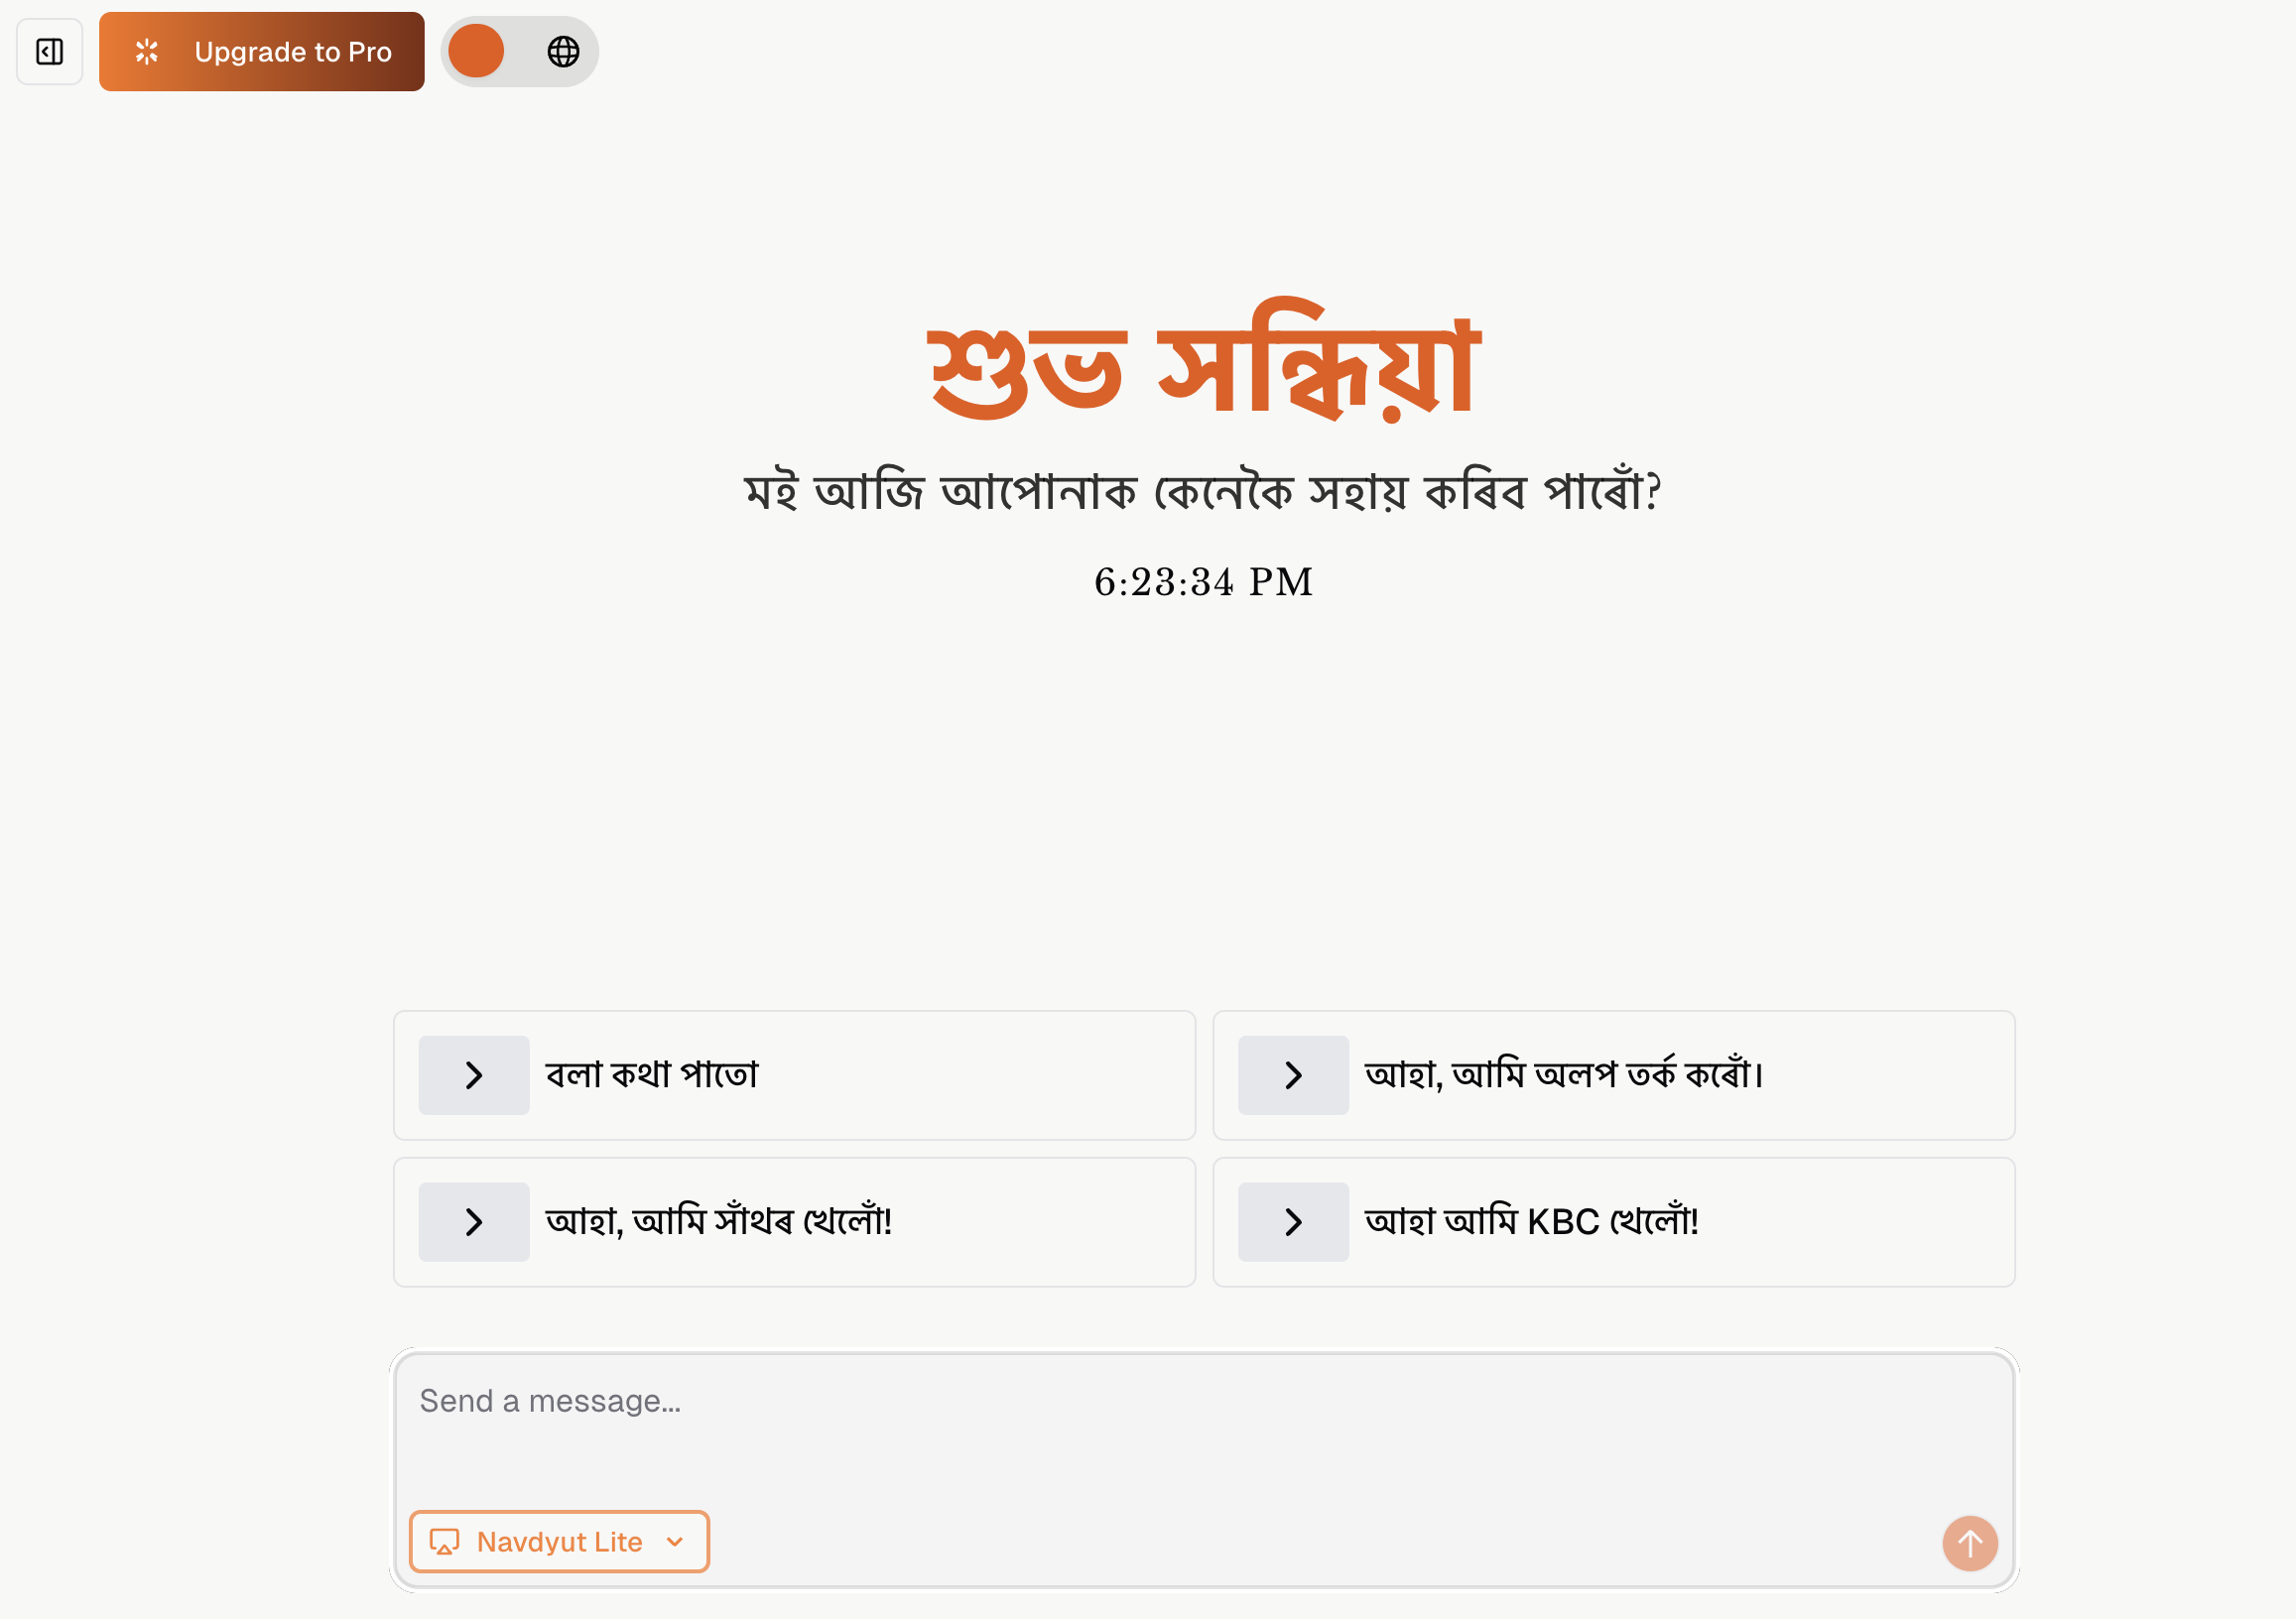 Upgrade to Pro
শুভ সন্ধিয়া
মই আজি আপোনাক কেনেকৈ সহায় কৰিব পাৰোঁ?
6:23:34 PM
বলা কথা পাতো
আহা, আমি অলপ তৰ্ক কৰোঁ।
আহা, আমি সাঁথৰ খেলোঁ!
আহা আমি KBC খেলোঁ!
Send a message...
Navdyut Lite